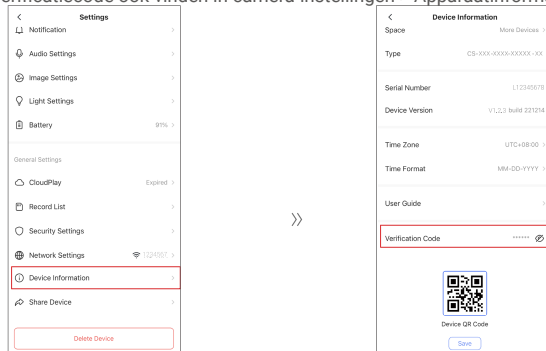 verificatiecode ook vinden in camera-instellingen > Apparaatinforma
Settings
Notification
Audio Settings
Image Settings
Light Settings
Battery 91%
General Settings
CloudPlay Expired
Record List
Security Settings
Network Settings 1234567
Device Information
Share Device
Delete Device
Device Information
Space More Devices
Type CS-XXX-XXXX-XXXXX-XX
Serial Number L12345678
Device Version V1.2.3 build 221214
Time Zone UTC+08:00
Time Format MM-DD-YYYY
User Guide
Verification Code ******
Device QR Code
Save